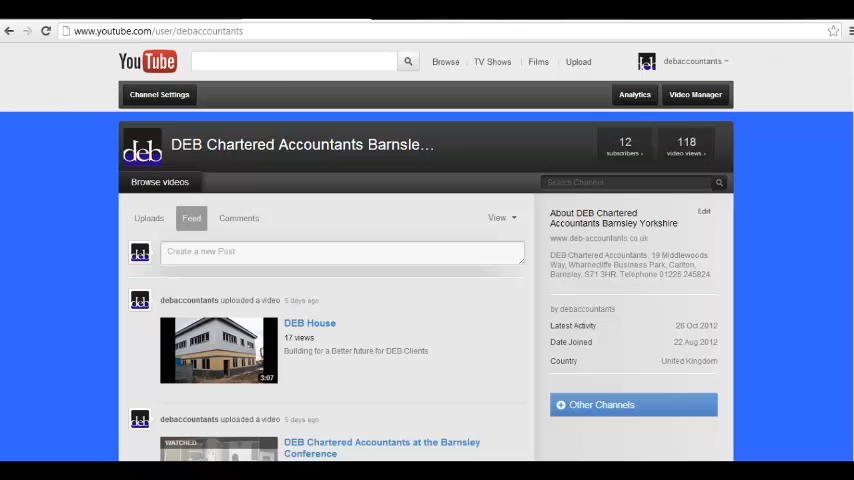 www.youtube.com/user/debaccountants
YouTube
Browse
TV Shows
Films
Upload
deb
debaccountants
Channel Settings
Analytics
Video Manager
deb
DEB Chartered Accountants Barnsle…
12
subscribers ›
118
video views ›
Browse videos
Search Channel
Uploads
Feed
Comments
View
deb
Create a new Post
deb
debaccountants uploaded a video 5 days ago
DEB House
17 views
Building for a Better future for DEB Clients
3:07
deb
debaccountants uploaded a video 5 days ago
WATCHED
DEB Chartered Accountants at the Barnsley
Conference
About DEB Chartered
Accountants Barnsley Yorkshire
Edit
www.deb-accountants.co.uk
DEB Chartered Accountants, 19 Middlewoods
Way, Wharncliffe Business Park, Carlton,
Barnsley, S71 3HR. Telephone 01226 245824.
by debaccountants
Latest Activity
26 Oct 2012
Date Joined
22 Aug 2012
Country
United Kingdom
Other Channels